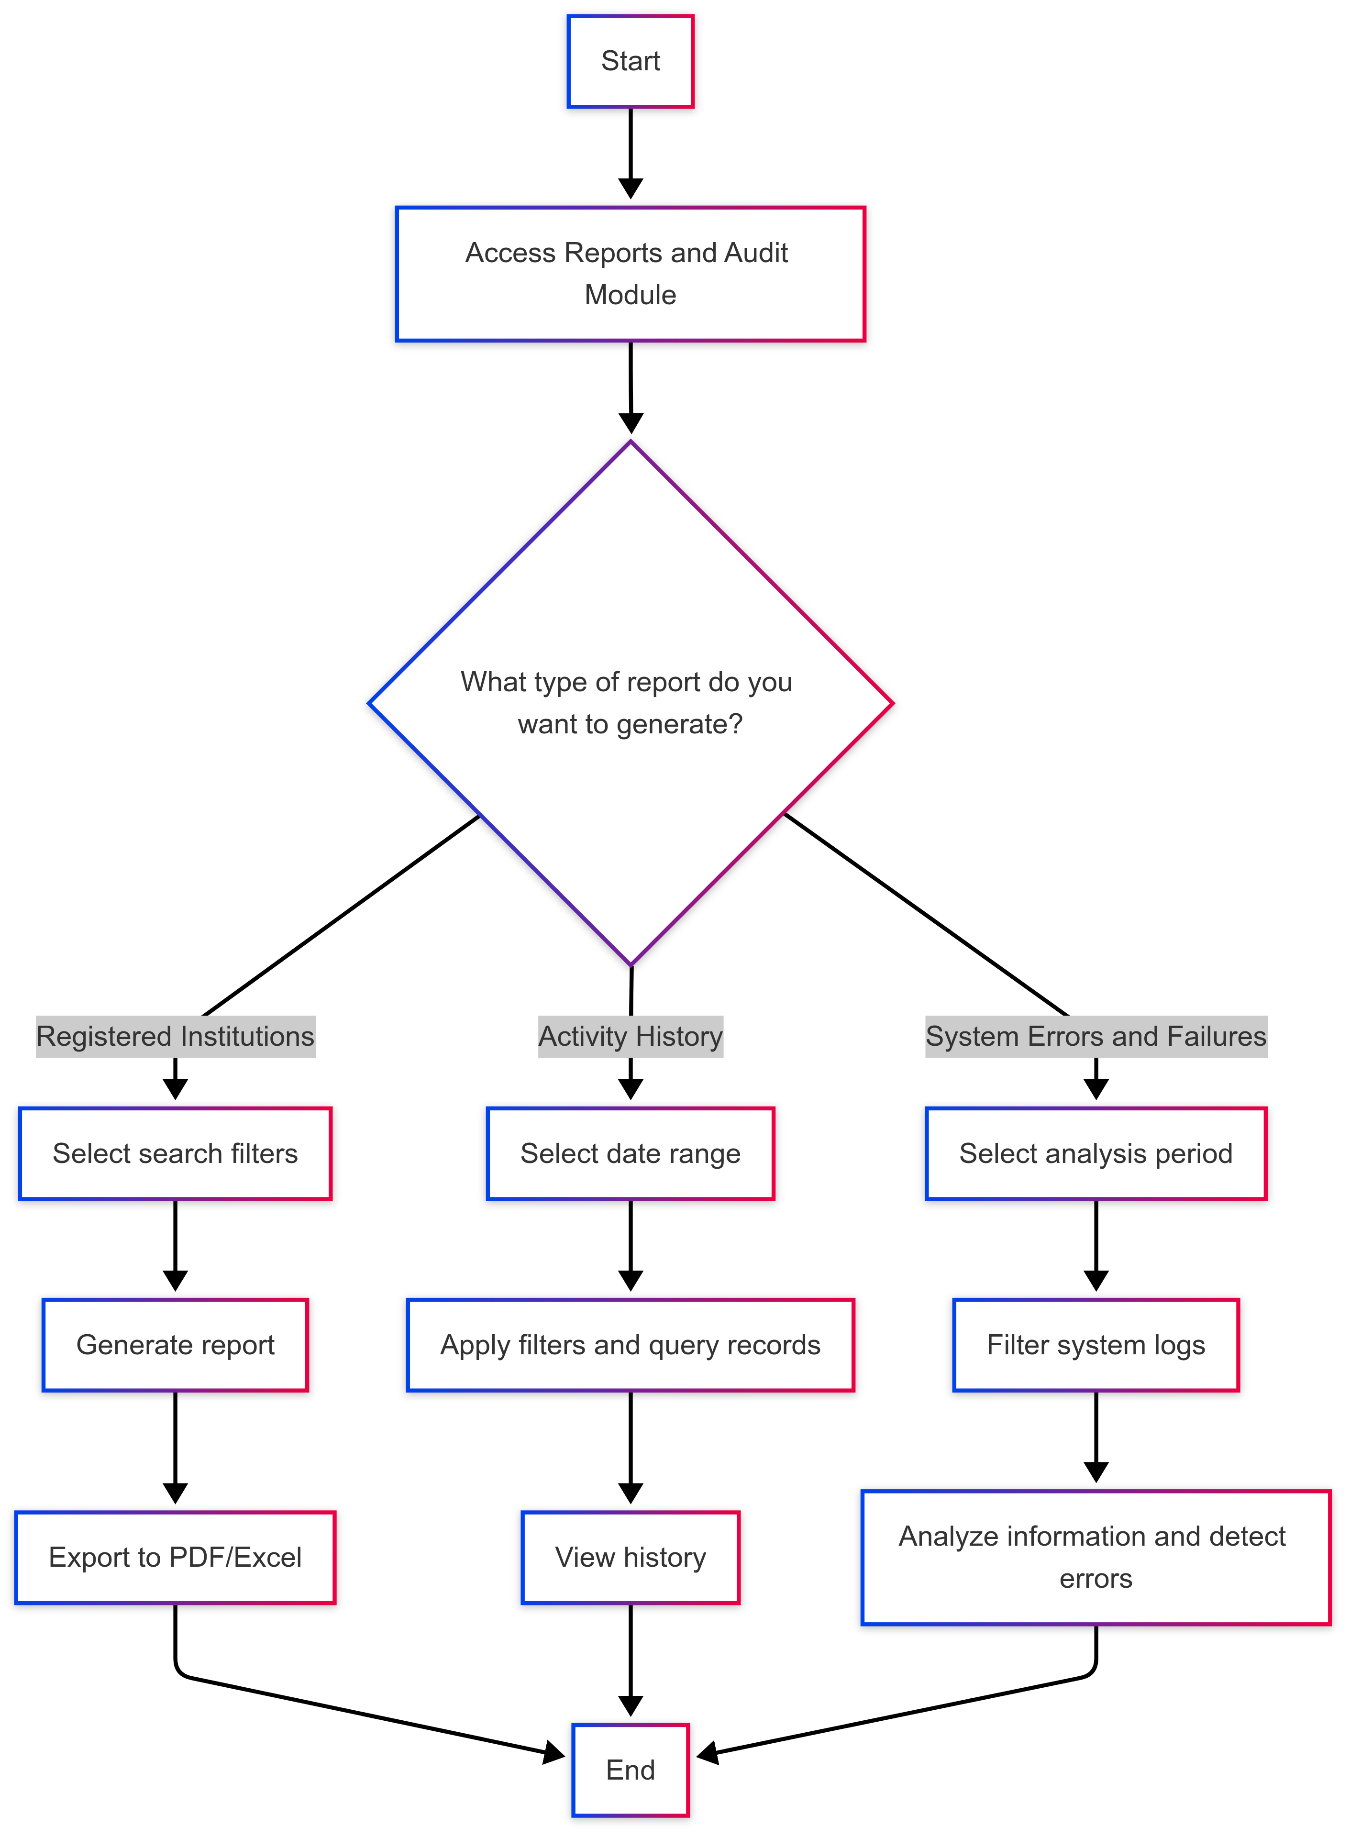 Start
Access Reports and Audit
Module
What type of report do you
want to generate?
Registered Institutions
Activity History
System Errors and Failures
Select search filters
Select date range
Select analysis period
Generate report
Apply filters and query records
Filter system logs
Export to PDF/Excel
View history
Analyze information and detect
errors
End